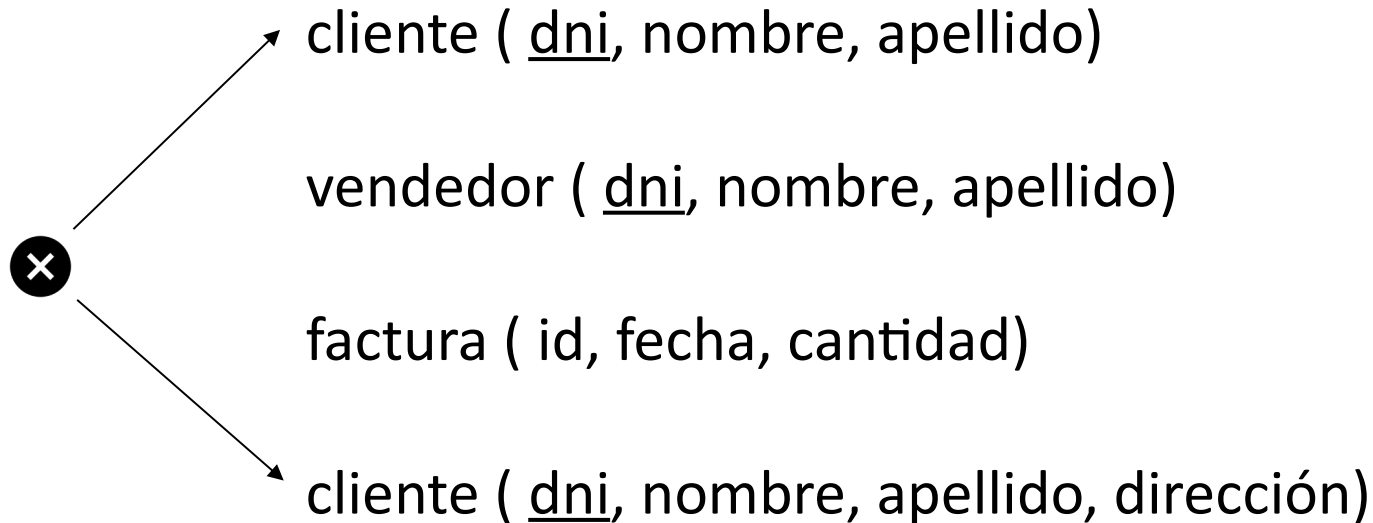 cliente ( dni, nombre, apellido)
vendedor ( dni, nombre, apellido)
factura ( id, fecha, cantidad)
cliente ( dni, nombre, apellido, dirección)